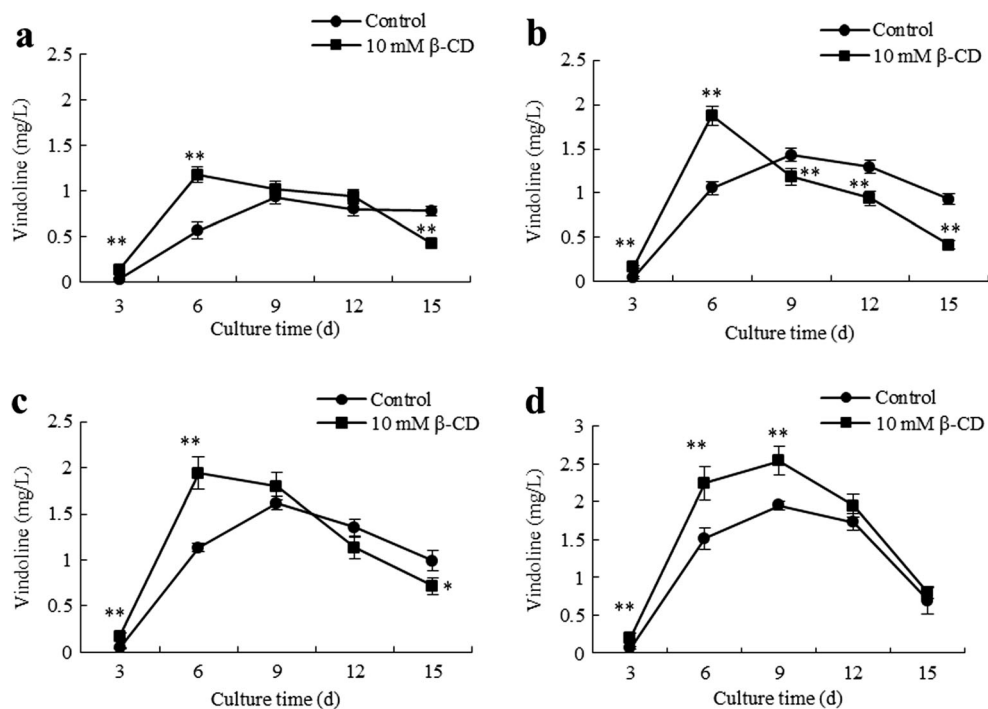 a
Control
10 mM β-CD
Vindoline (mg/L)
2.5
2
1.5
1
0.5
0
**
**
**
3 6 9 12 15
Culture time (d)
b
Control
10 mM β-CD
Vindoline (mg/L)
2.5
2
1.5
1
0.5
0
**
**
**
**
**
3 6 9 12 15
Culture time (d)
c
Control
10 mM β-CD
Vindoline (mg/L)
2.5
2
1.5
1
0.5
0
**
**
*
3 6 9 12 15
Culture time (d)
d
Control
10 mM β-CD
Vindoline (mg/L)
3
2.5
2
1.5
1
0.5
0
**
**
**
3 6 9 12 15
Culture time (d)